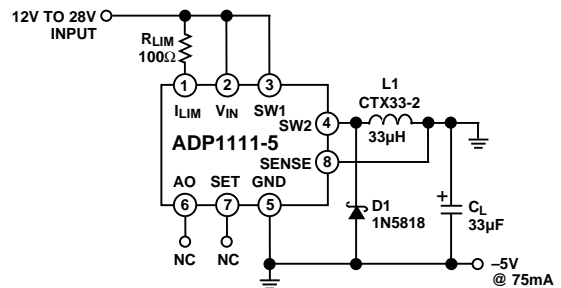 12V TO 28V
INPUT
RLIM
100Ω
1
2
3
ILIM
VIN
SW1
L1
CTX33-2
33µH
SW2
4
ADP1111-5
SENSE
8
AO
SET
GND
6
7
5
D1
1N5818
+
CL
33µF
NC
NC
–5V
@ 75mA